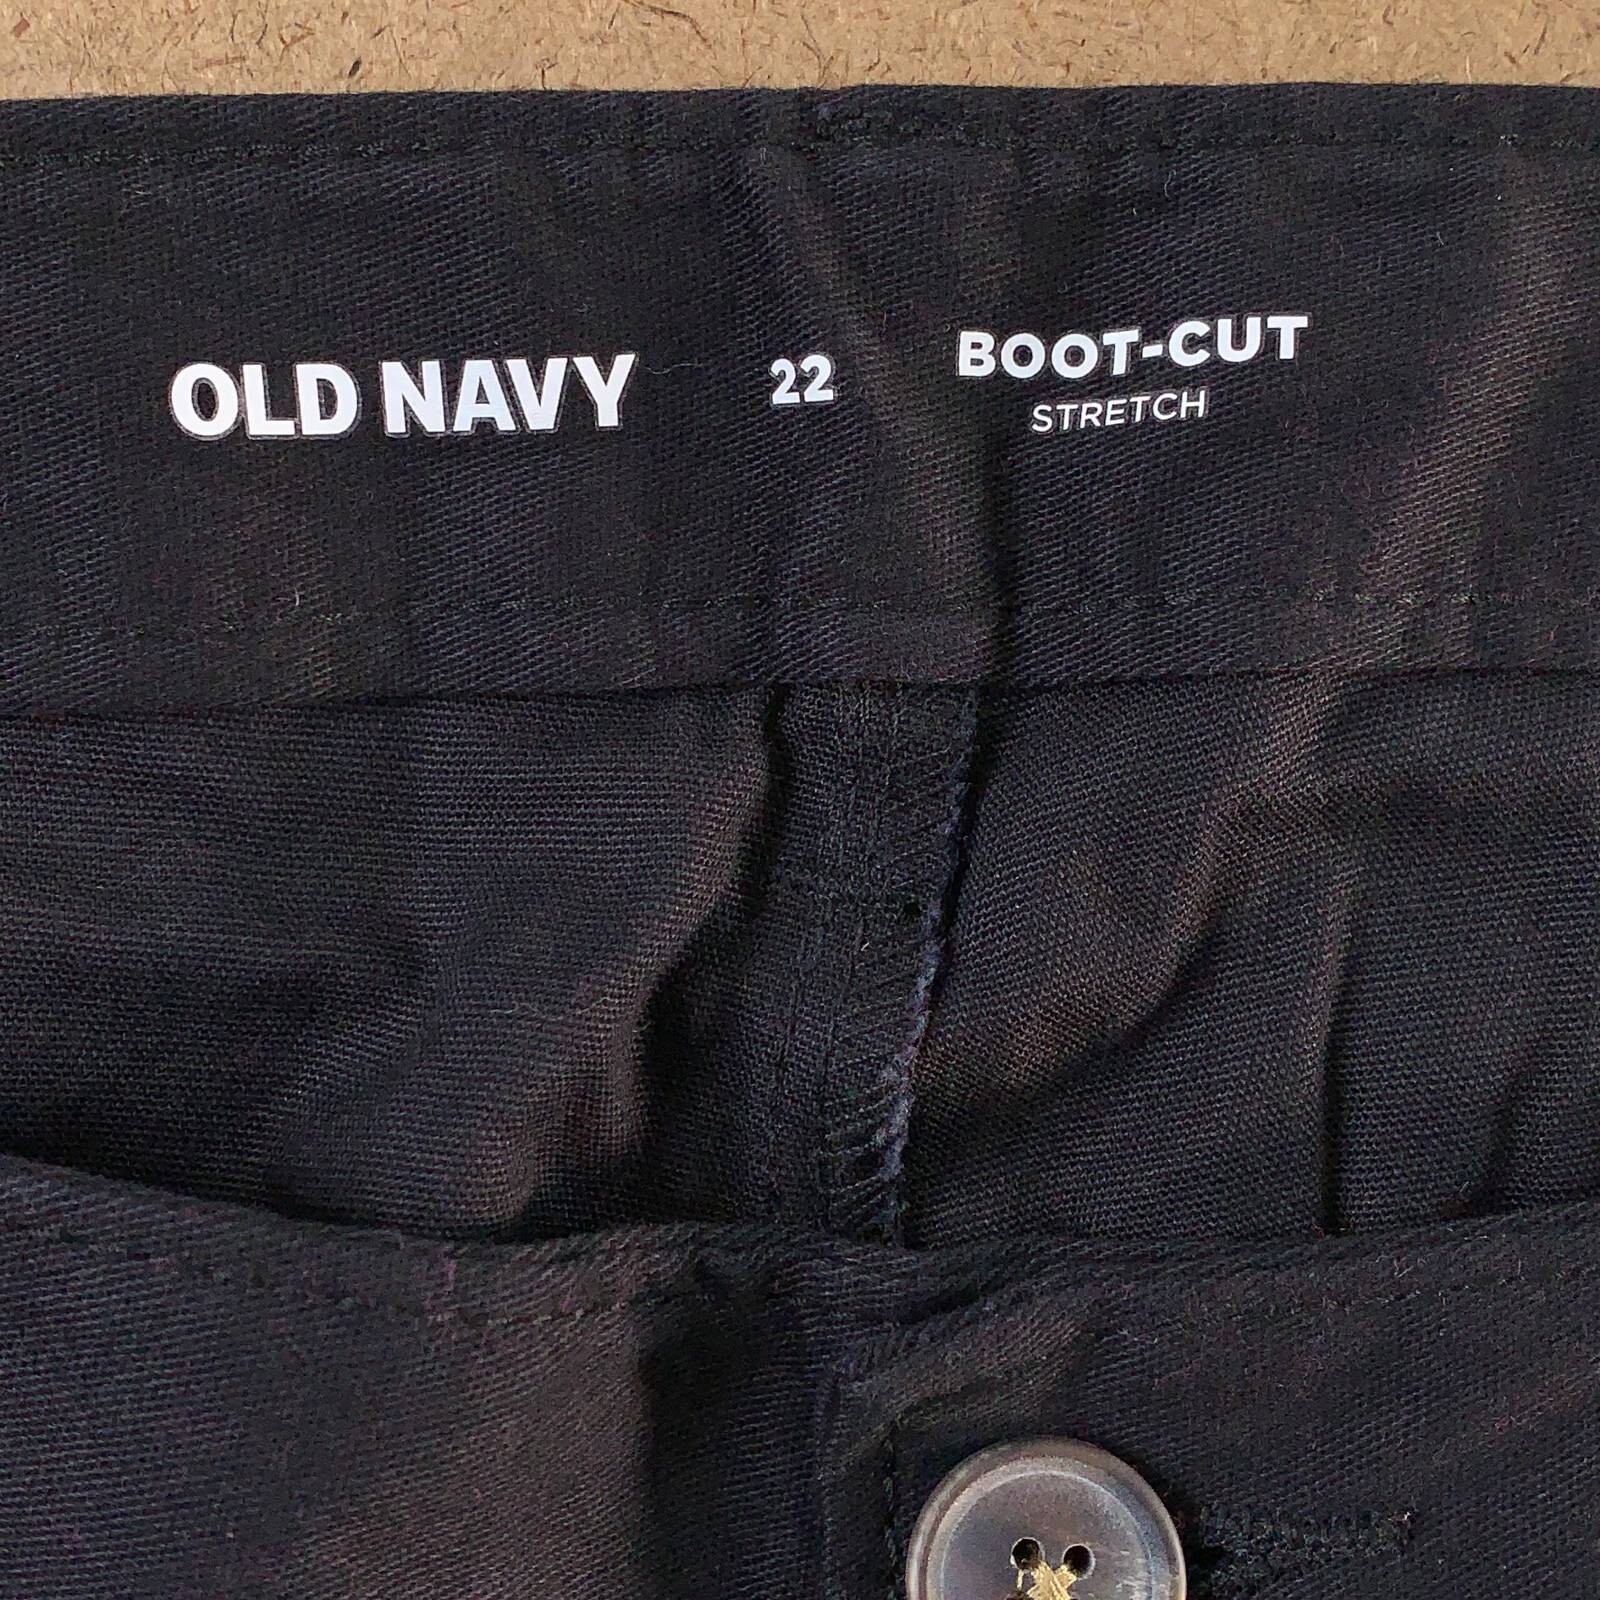 OLD NAVY
22
BOOT-CUT
STRETCH